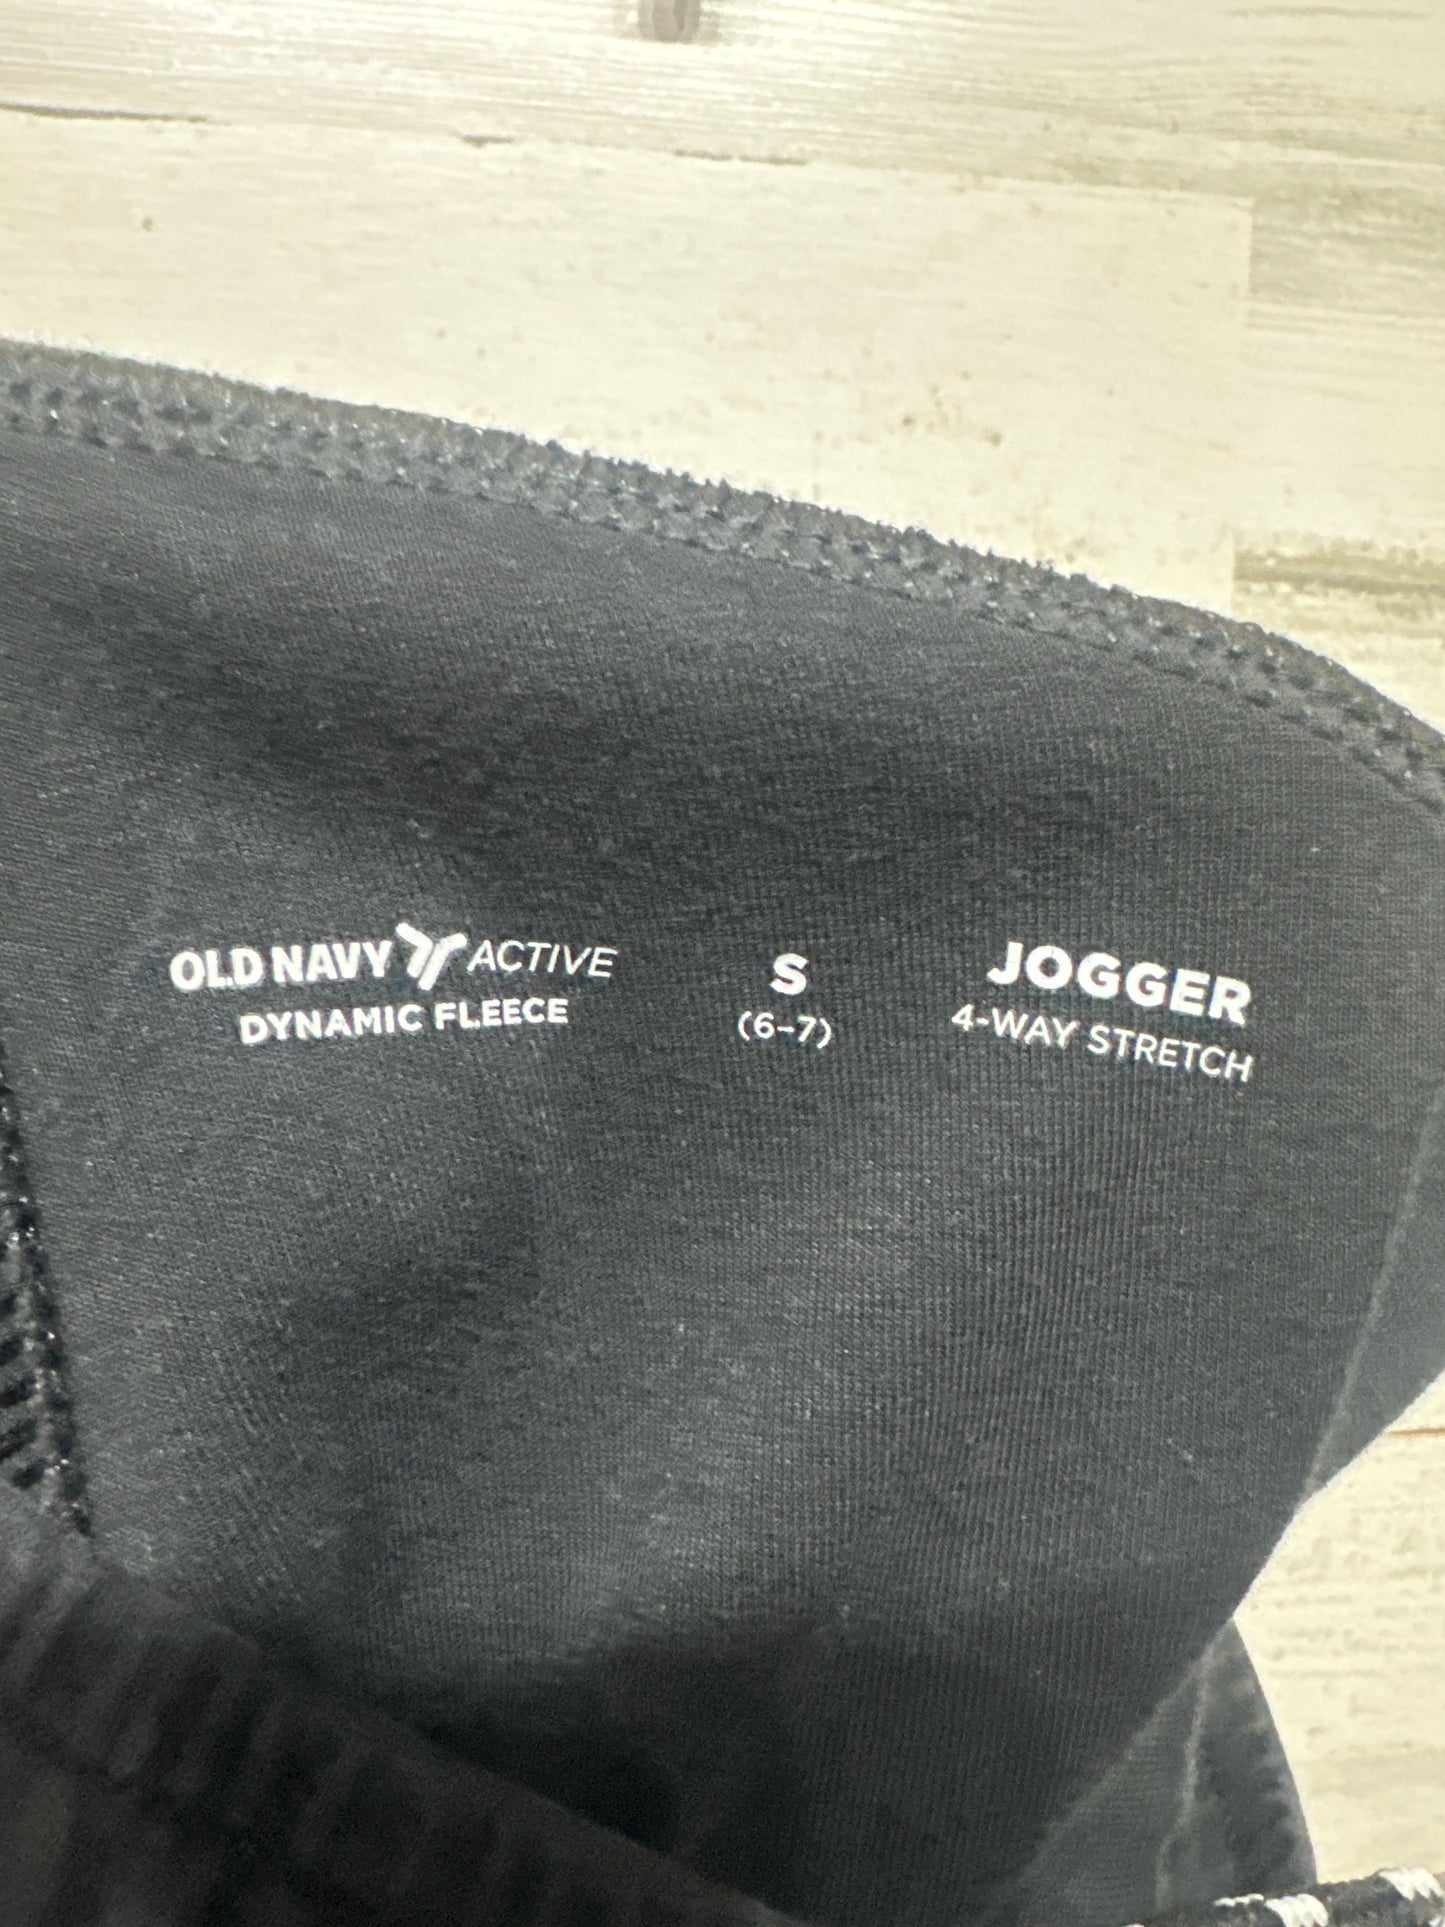 OLD NAVY ACTIVE
DYNAMIC FLEECE
S
(6-7)
JOGGER
4-WAY STRETCH